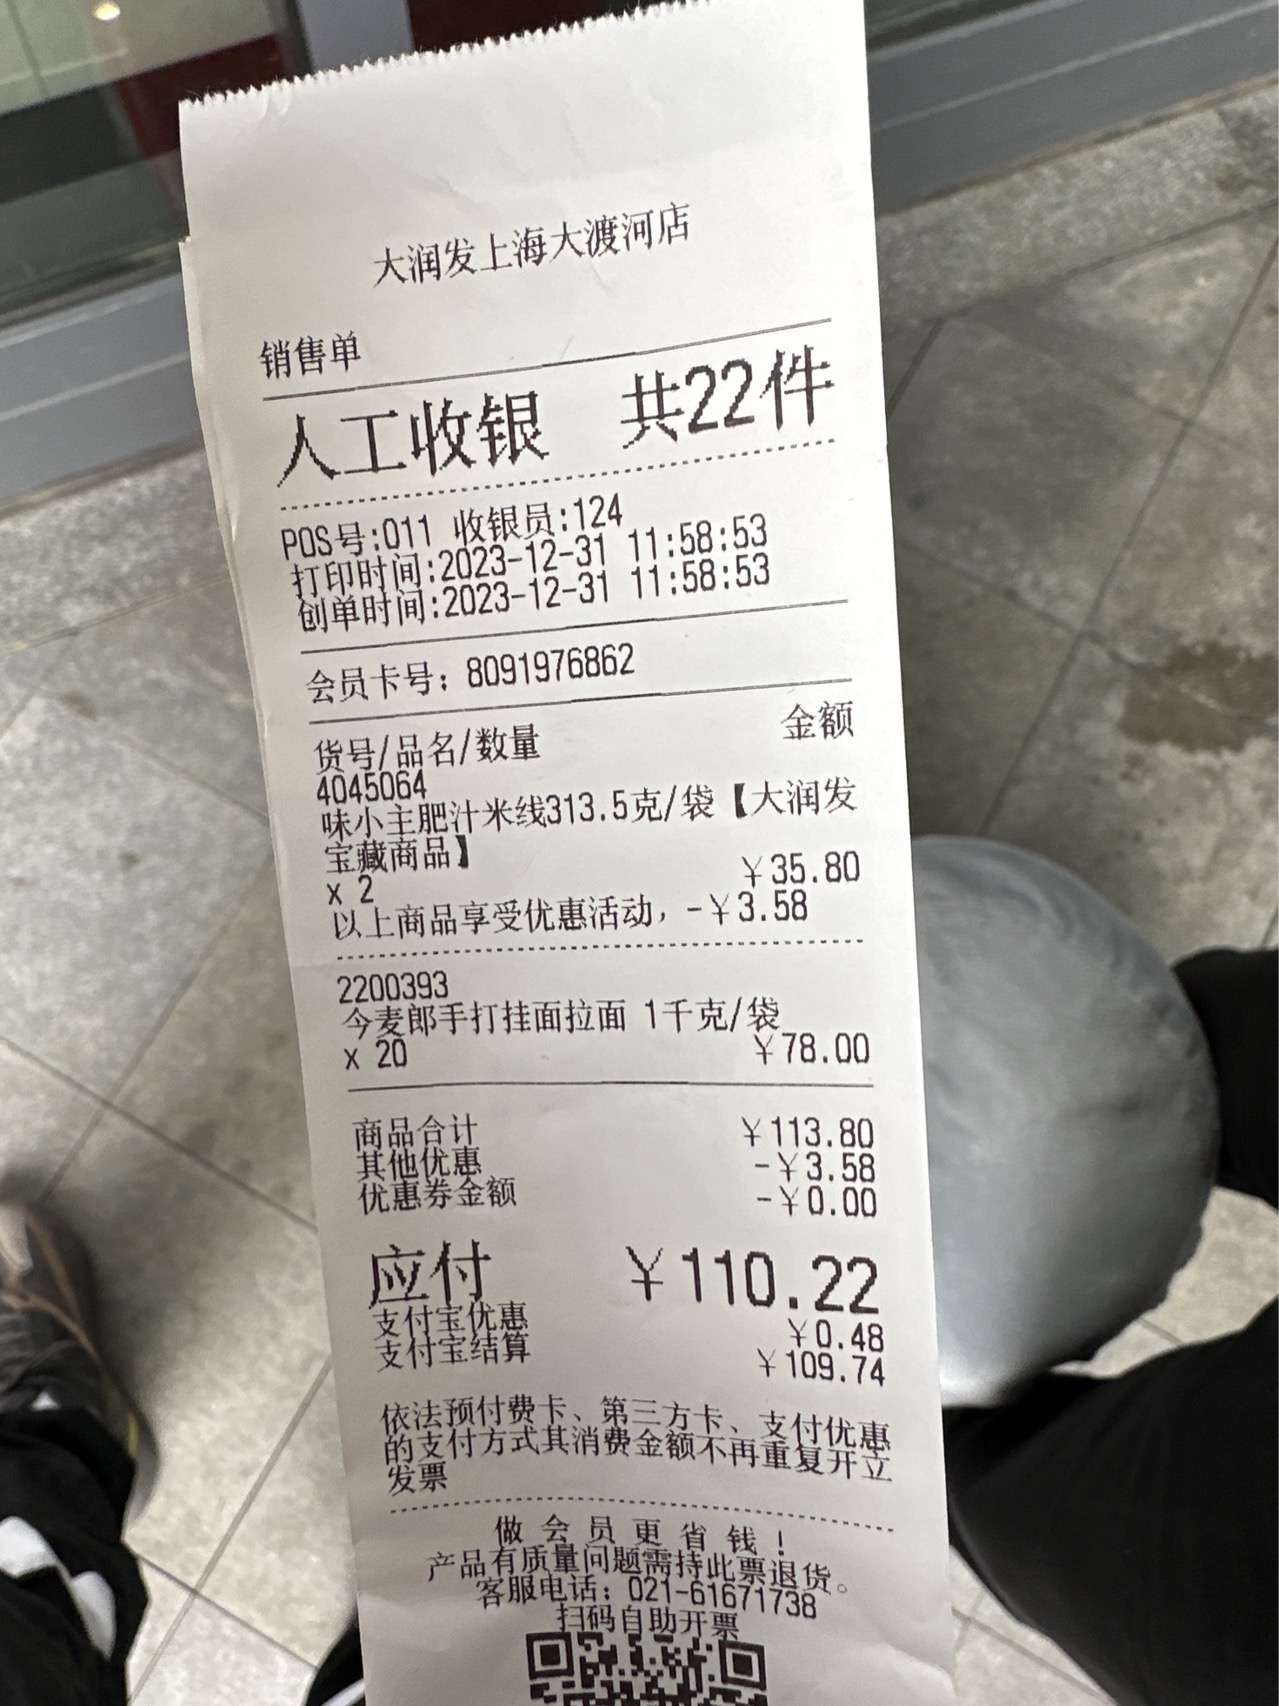 大润发上海大渡河店
销售单
人工收银 共22件
POS号:011 收银员:124
打印时间:2023-12-31 11:58:53
创单时间:2023-12-31 11:58:53
会员卡号：8091976862
货号/品名/数量 金额
4045064
味小主肥汁米线313.5克/袋【大润发
宝藏商品】
x 2 ￥35.80
以上商品享受优惠活动，-￥3.58
2200393
今麦郎手打挂面拉面 1千克/袋
x 20 ￥78.00
商品合计 ￥113.80
其他优惠 -￥3.58
优惠券金额 -￥0.00
应付 ￥110.22
支付宝优惠 ￥0.48
支付宝结算 ￥109.74
依法预付费卡、第三方卡、支付优惠
的支付方式其消费金额不再重复开立
发票
做会员更省钱！
产品有质量问题需持此票退货。
客服电话：021-61671738
扫码自助开票